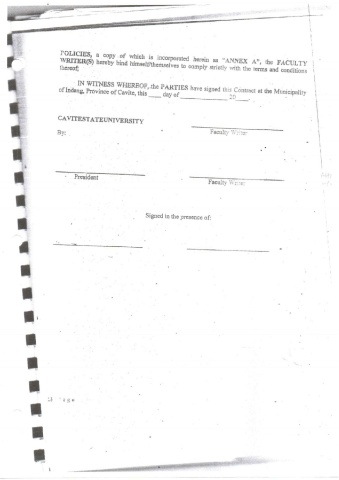 POLICIES, a copy of which is incorporated herein as "ANNEX A", the FACULTY
WRITER(S) hereby bind himself/themselves to comply strictly with the terms and conditions
thereof;
IN WITNESS WHEREOF, the PARTIES have signed this Contract at the Municipality
of Indang, Province of Cavite, this ____ day of ______________ 20___.
CAVITESTATEUNIVERSITY
By:
Faculty Writer
President
Faculty Writer
Signed in the presence of: